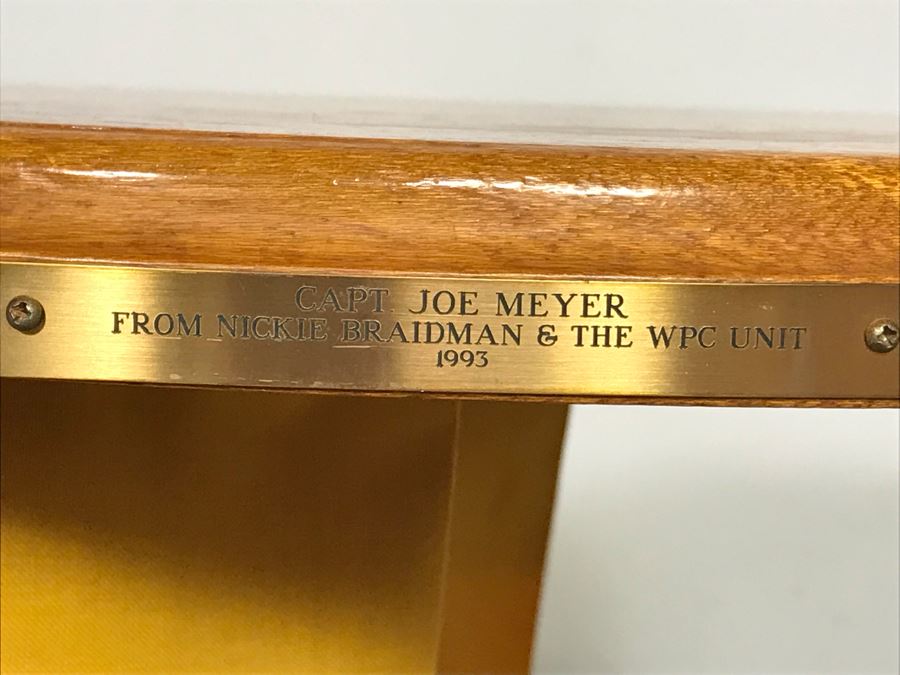 CAPT. JOE MEYER
FROM NICKIE BRAIDMAN & THE WPC UNIT
1993